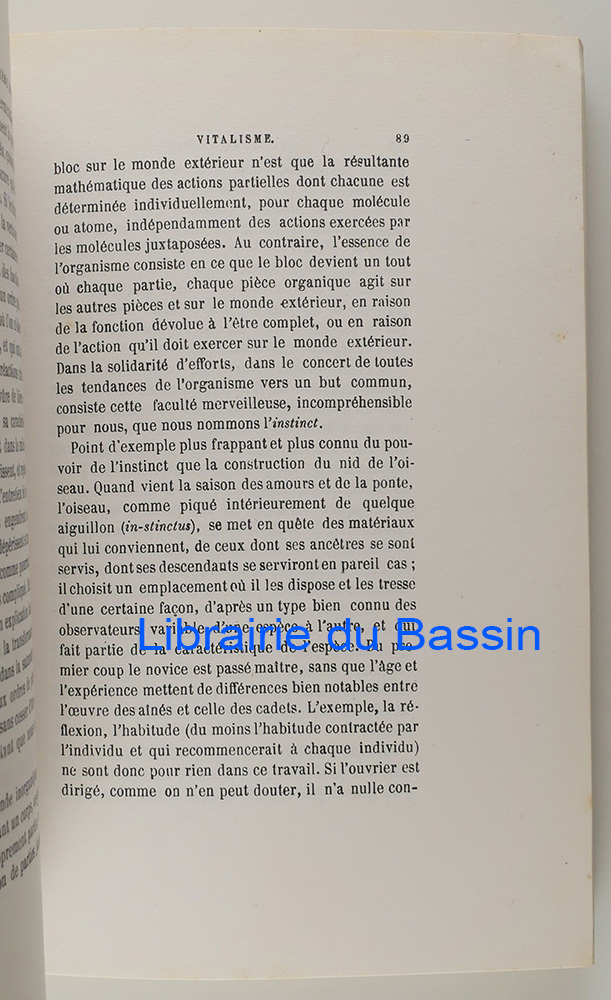 VITALISME. 89
bloc sur le monde extérieur n'est que la résultante
mathématique des actions partielles dont chacune est
déterminée individuellement, pour chaque molécule
ou atome, indépendamment des actions exercées par
les molécules juxtaposées. Au contraire, l'essence de
l'organisme consiste en ce que le bloc devient un tout
où chaque partie, chaque pièce organique agit sur
les autres pièces et sur le monde extérieur, en raison
de la fonction dévolue à l'être complet, ou en raison
de l'action qu'il doit exercer sur le monde extérieur.
Dans la solidarité d'efforts, dans le concert de toutes
les tendances de l'organisme vers un but commun,
consiste cette faculté merveilleuse, incompréhensible
pour nous, que nous nommons l'instinct.
Point d'exemple plus frappant et plus connu du pou-
voir de l'instinct que la construction du nid de l'oi-
seau. Quand vient la saison des amours et de la ponte,
l'oiseau, comme piqué intérieurement de quelque
aiguillon (in-stinctus), se met en quête des matériaux
qui lui conviennent, de ceux dont ses ancêtres se sont
servis, dont ses descendants se serviront en pareil cas ;
il choisit un emplacement où il les dispose et les tresse
d'une certaine façon, d'après un type bien connu des
observateurs, variable d'une espèce à l'autre, et qui
Librairie du Bassin
fait partie de la caractéristique de l'espèce. Du pre-
mier coup le novice est passé maître, sans que l'âge et
l'expérience mettent de différences bien notables entre
l'œuvre des aînés et celle des cadets. L'exemple, la ré-
flexion, l'habitude (du moins l'habitude contractée par
l'individu et qui recommencerait à chaque individu)
ne sont donc pour rien dans ce travail. Si l'ouvrier est
dirigé, comme on n'en peut douter, il n'a nulle con-